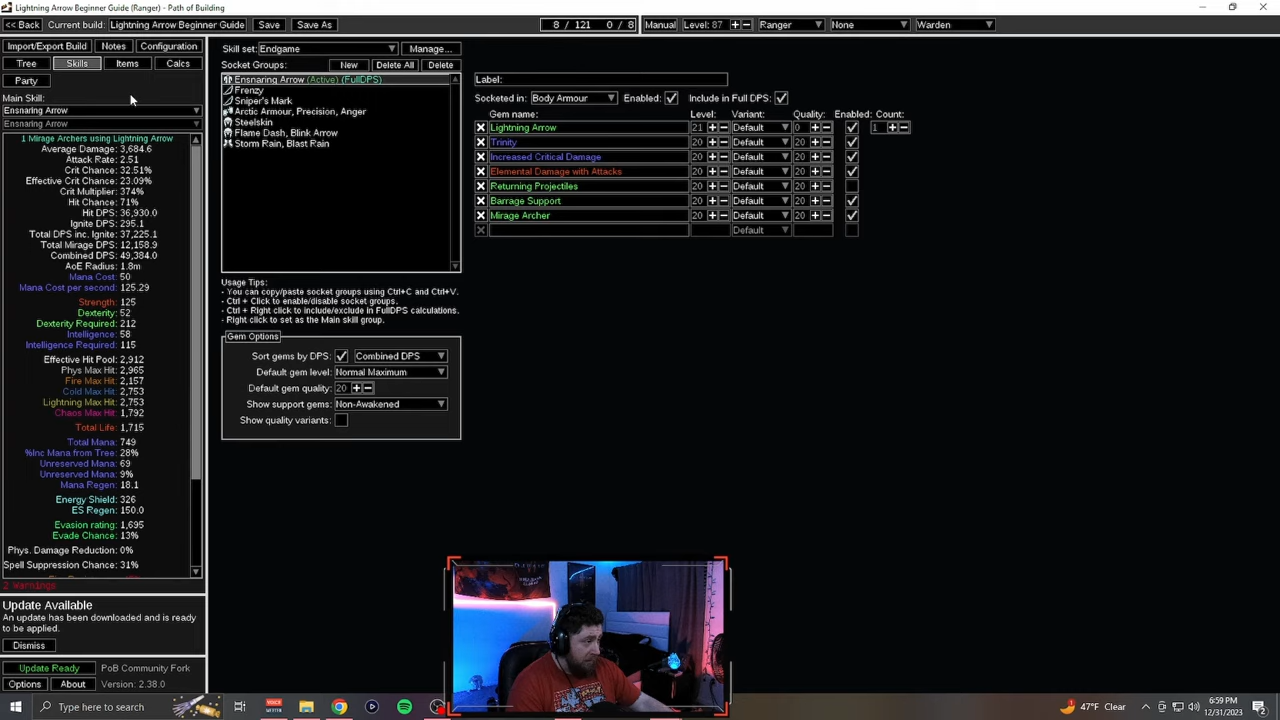 Lightning Arrow Beginner Guide (Ranger) - Path of Building
<< Back Current build: Lightning Arrow Beginner Guide Save Save As 8 / 121 0 / 8 Manual Level: 87 + - Ranger None Warden
Import/Export Build Notes Configuration
Tree Skills Items Calcs
Party
Main Skill:
Ensnaring Arrow
Ensnaring Arrow
1 Mirage Archers using Lightning Arrow
Average Damage: 3,684.6
Attack Rate: 2.51
Crit Chance: 32.51%
Effective Crit Chance: 23.09%
Crit Multiplier: 374%
Hit Chance: 71%
Hit DPS: 36,930.0
Ignite DPS: 295.1
Total DPS inc. Ignite: 37,225.1
Total Mirage DPS: 12,158.9
Combined DPS: 49,384.0
AoE Radius: 1.8m
Mana Cost: 50
Mana Cost per second: 125.29
Strength: 125
Dexterity: 52
Dexterity Required: 212
Intelligence: 58
Intelligence Required: 115
Effective Hit Pool: 2,912
Phys Max Hit: 2,965
Fire Max Hit: 2,157
Cold Max Hit: 2,753
Lightning Max Hit: 2,753
Chaos Max Hit: 1,792
Total Life: 1,715
Total Mana: 749
%Inc Mana from Tree: 28%
Unreserved Mana: 69
Unreserved Mana: 9%
Mana Regen: 18.1
Energy Shield: 326
ES Regen: 150.0
Evasion rating: 1,695
Evade Chance: 13%
Phys. Damage Reduction: 0%
Spell Suppression Chance: 31%
2 Warnings
Update Available
An update has been downloaded and is ready
to be applied.
Dismiss
Update Ready PoB Community Fork
Options About Version: 2.38.0
Skill set: Endgame Manage...
Socket Groups: New Delete All Delete
Ensnaring Arrow (Active) (FullDPS)
Frenzy
Sniper's Mark
Arctic Armour, Precision, Anger
Steelskin
Flame Dash, Blink Arrow
Storm Rain, Blast Rain
Usage Tips:
- You can copy/paste socket groups using Ctrl+C and Ctrl+V.
- Ctrl + Click to enable/disable socket groups.
- Ctrl + Right click to include/exclude in FullDPS calculations.
- Right click to set as the Main skill group.
Gem Options
Sort gems by DPS: Combined DPS
Default gem level: Normal Maximum
Default gem quality: 20 + -
Show support gems: Non-Awakened
Show quality variants:
Label:
Socketed in: Body Armour Enabled: Include in Full DPS:
Gem name: Level: Variant: Quality: Enabled: Count:
Lightning Arrow 21 + - Default 0 + - 1 + -
Trinity 20 + - Default 20 + -
Increased Critical Damage 20 + - Default 20 + -
Elemental Damage with Attacks 20 + - Default 20 + -
Returning Projectiles 20 + - Default 20 + -
Barrage Support 20 + - Default 20 + -
Mirage Archer 20 + - Default 20 + -
Default
Type here to search
47°F Clear
6:59 PM
12/31/2023